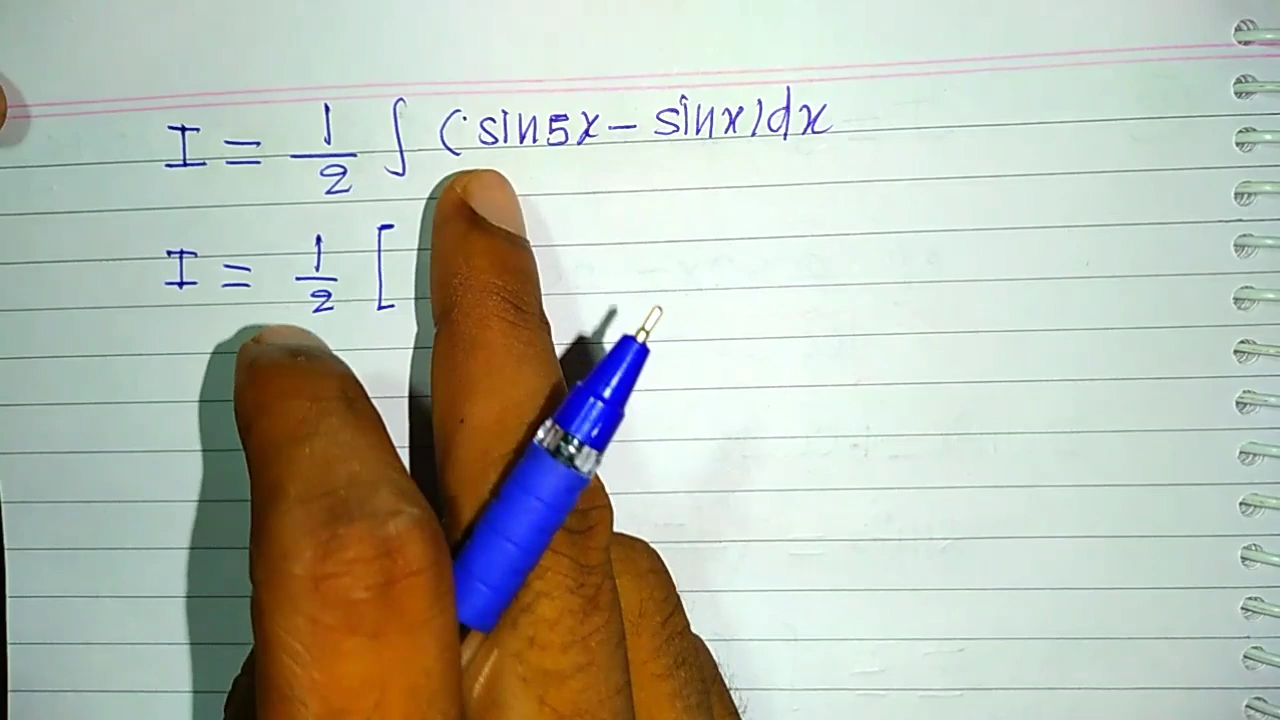 I = 1/2 ∫ (sin5x - sinx)dx
I = 1/2 [